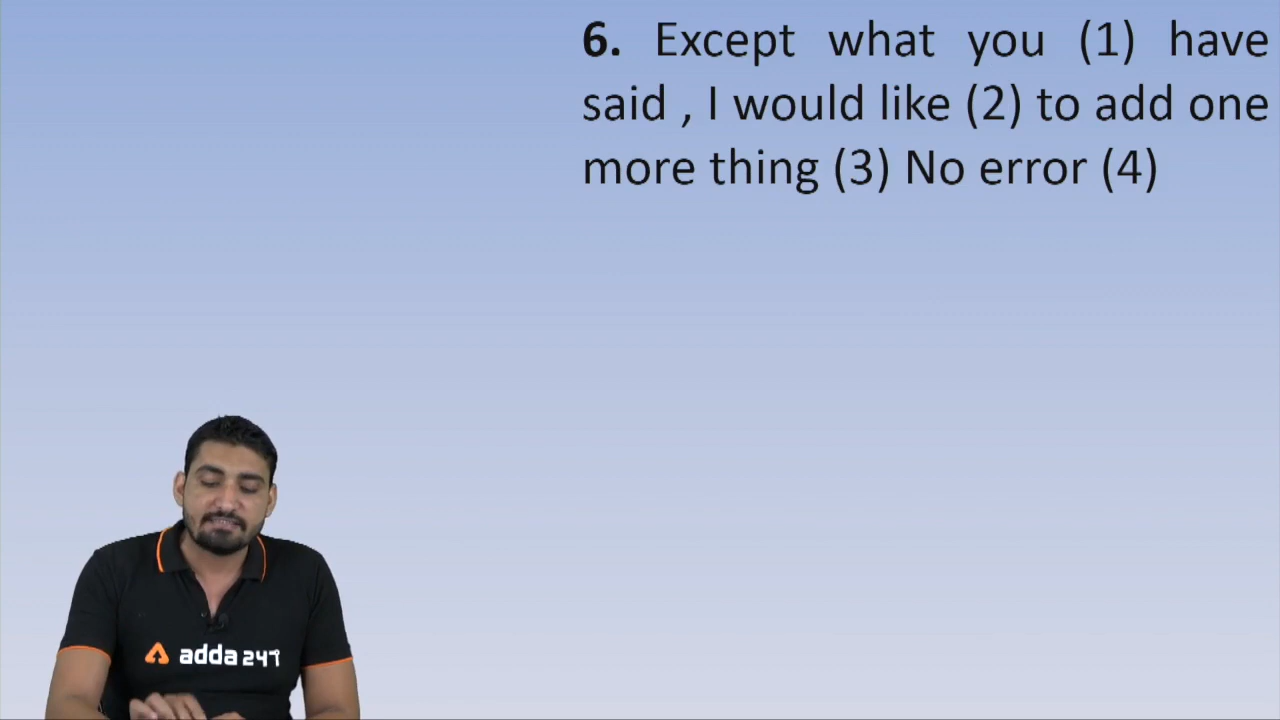 6. Except what you (1) have
said , I would like (2) to add one
more thing (3) No error (4)
adda 247